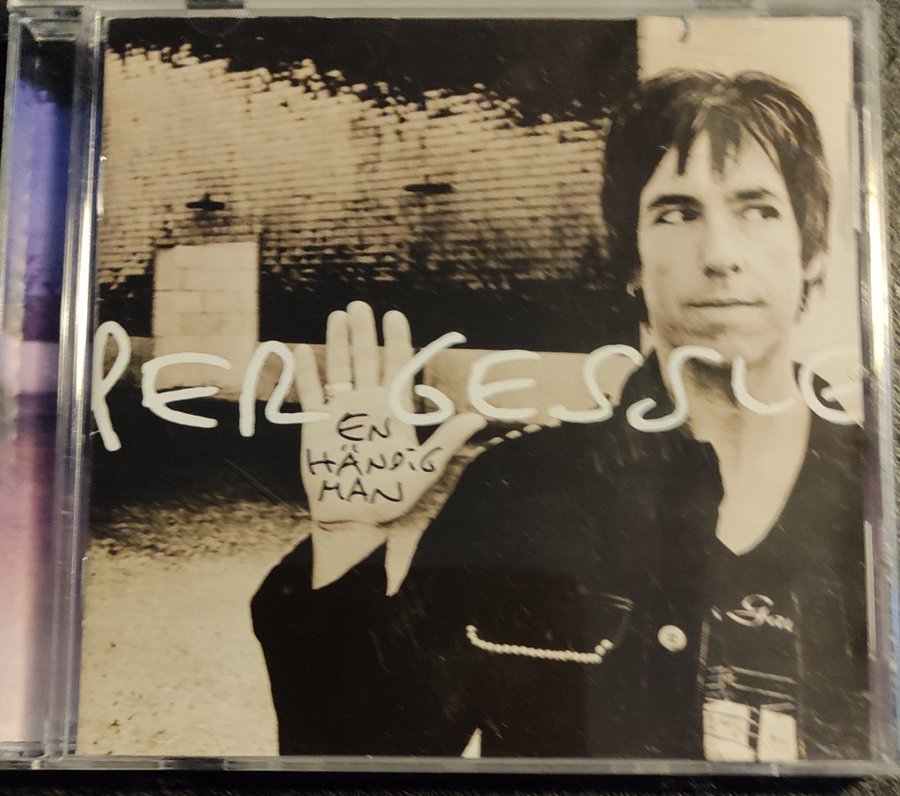 PER GESSLE
EN
HÄNDIG
MAN